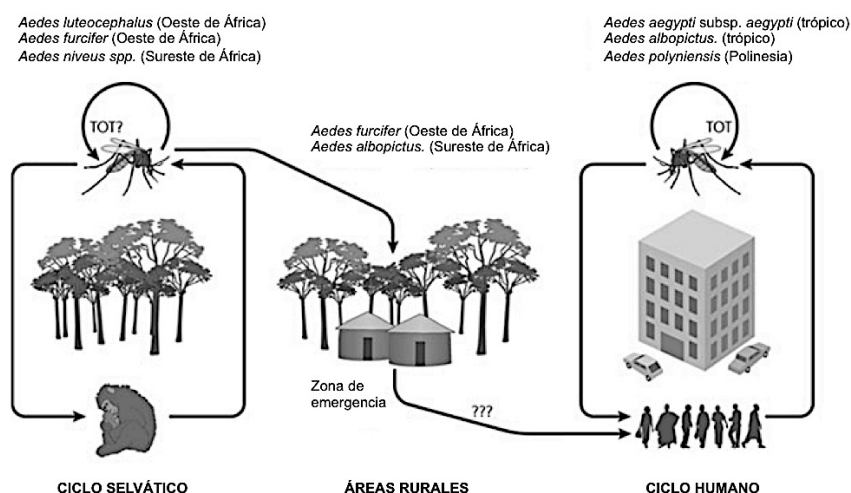 Aedes luteocephalus (Oeste de África)
Aedes furcifer (Oeste de África)
Aedes niveus spp. (Sureste de África)
TOT?
Aedes furcifer (Oeste de África)
Aedes albopictus. (Sureste de África)
Zona de
emergencia
???
Aedes aegypti subsp. aegypti (trópico)
Aedes albopictus. (trópico)
Aedes polyniensis (Polinesia)
TOT
CICLO SELVÁTICO
ÁREAS RURALES
CICLO HUMANO